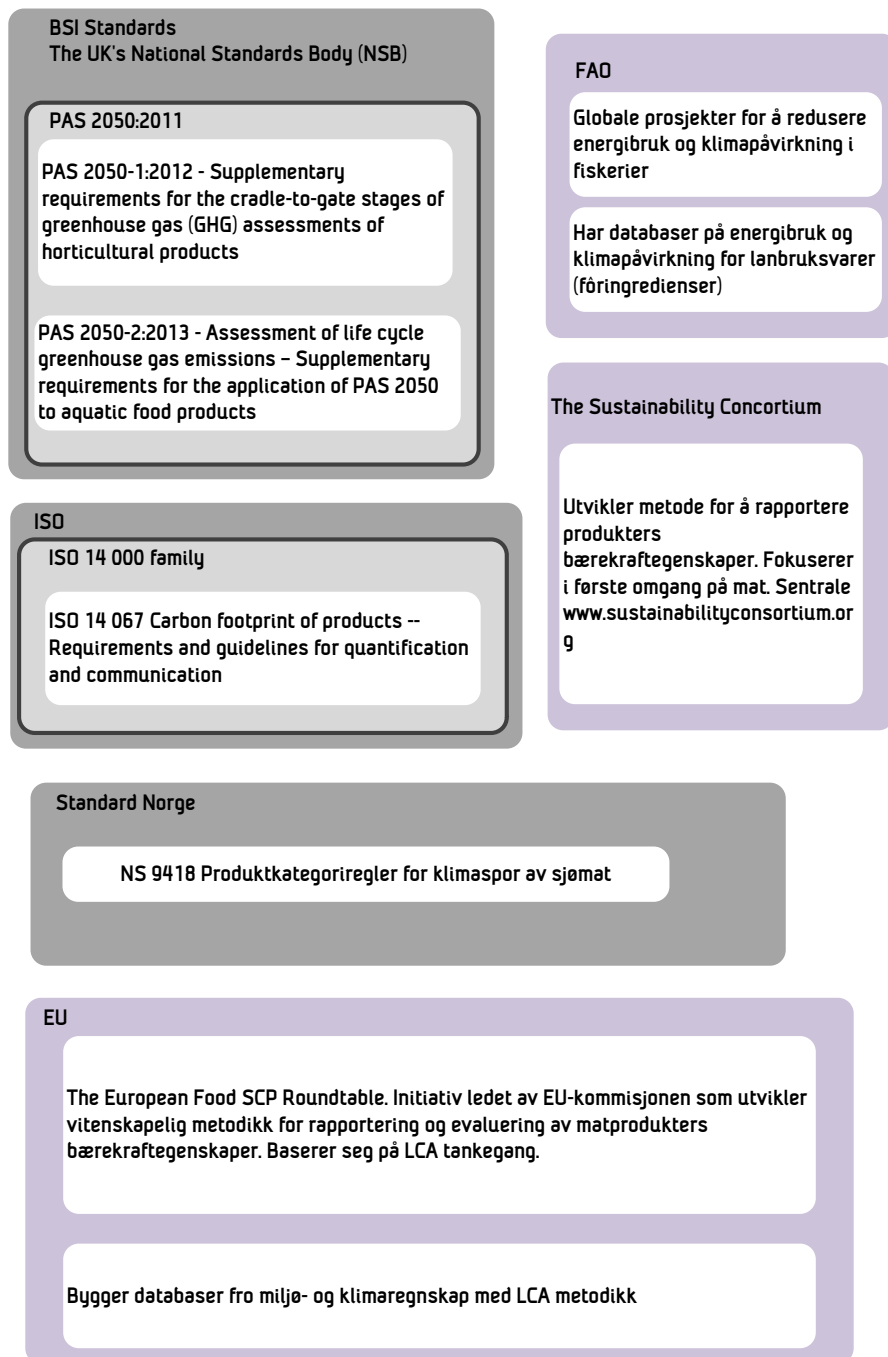 BSI Standards
The UK's National Standards Body (NSB)
PAS 2050:2011
PAS 2050-1:2012 - Supplementary
requirements for the cradle-to-gate stages of
greenhouse gas (GHG) assessments of
horticultural products
PAS 2050-2:2013 - Assessment of life cycle
greenhouse gas emissions – Supplementary
requirements for the application of PAS 2050
to aquatic food products
FAO
Globale prosjekter for å redusere
energibruk og klimapåvirkning i
fiskerier
Har databaser på energibruk og
klimapåvirkning for lanbruksvarer
(fôringredienser)
The Sustainability Concortium
Utvikler metode for å rapportere
produkters
bærekraftegenskaper. Fokuserer
i første omgang på mat. Sentrale
www.sustainabilityconsortium.or
g
ISO
ISO 14 000 family
ISO 14 067 Carbon footprint of products --
Requirements and guidelines for quantification
and communication
Standard Norge
NS 9418 Produktkategoriregler for klimaspor av sjømat
EU
The European Food SCP Roundtable. Initiativ ledet av EU-kommisjonen som utvikler
vitenskapelig metodikk for rapportering og evaluering av matprodukters
bærekraftegenskaper. Baserer seg på LCA tankegang.
Bygger databaser fro miljø- og klimaregnskap med LCA metodikk